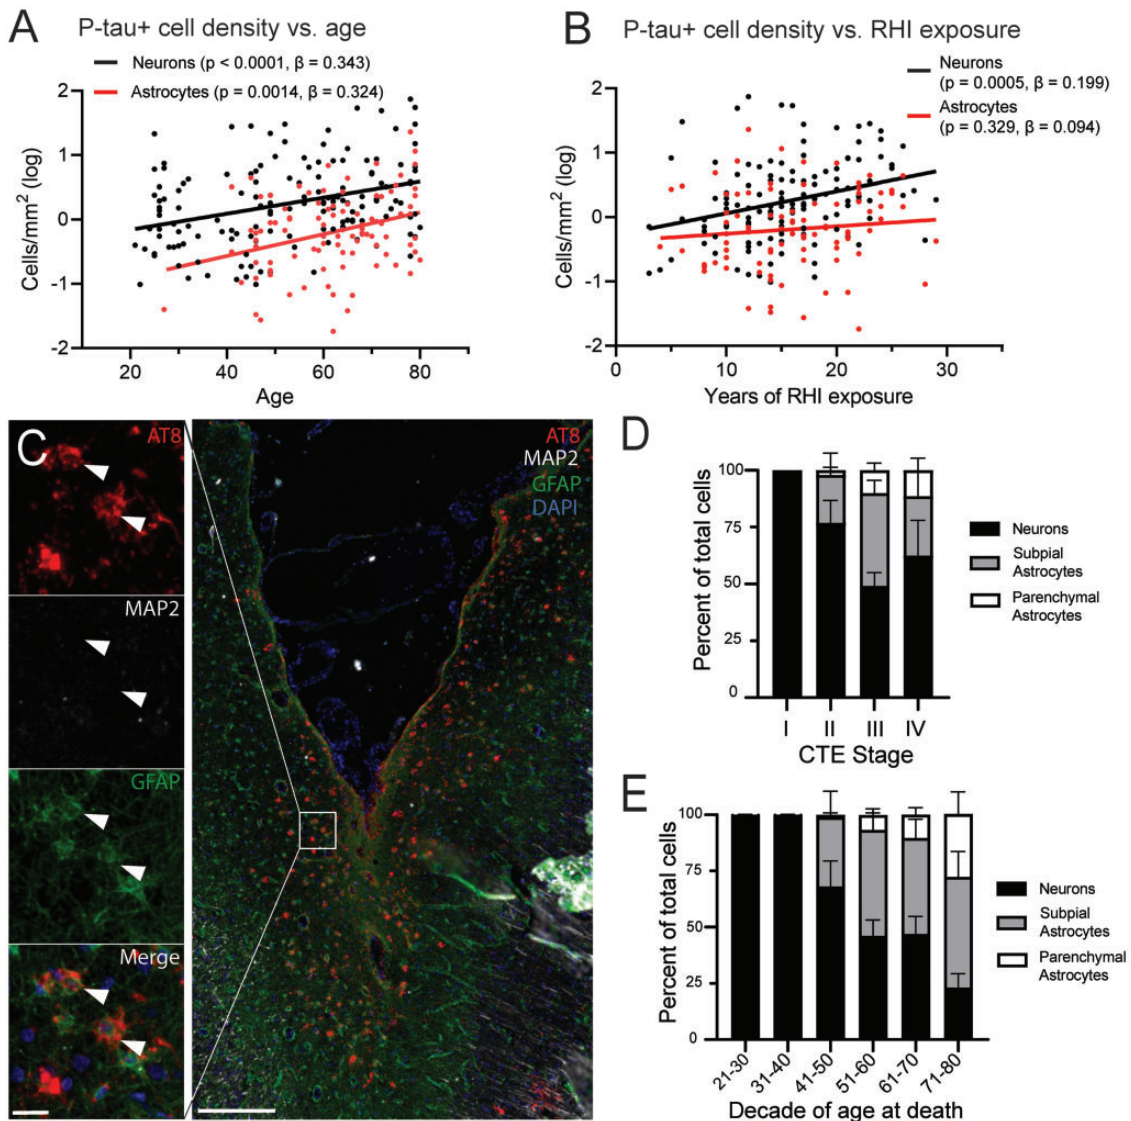 A
P-tau+ cell density vs. age
Neurons (p < 0.0001, β = 0.343)
Astrocytes (p = 0.0014, β = 0.324)
Cells/mm² (log)
2
1
0
-1
-2
20
40
60
80
Age
B
P-tau+ cell density vs. RHI exposure
Neurons
(p = 0.0005, β = 0.199)
Astrocytes
(p = 0.329, β = 0.094)
Cells/mm² (log)
2
1
0
-1
-2
0
10
20
30
Years of RHI exposure
C
AT8
MAP2
GFAP
Merge
AT8
MAP2
GFAP
DAPI
D
Percent of total cells
100
75
50
25
0
I
II
III
IV
CTE Stage
Neurons
Subpial
Astrocytes
Parenchymal
Astrocytes
E
Percent of total cells
100
75
50
25
0
21-30
31-40
41-50
51-60
61-70
71-80
Decade of age at death
Neurons
Subpial
Astrocytes
Parenchymal
Astrocytes